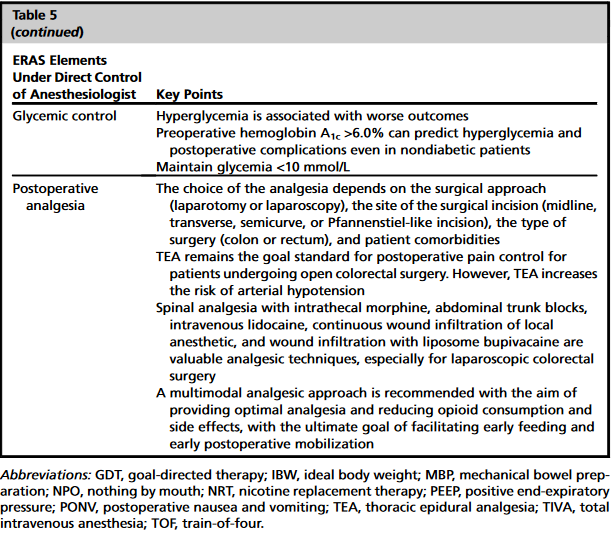 Table 5
(continued)
ERAS Elements
Under Direct Control
of Anesthesiologist Key Points
Glycemic control Hyperglycemia is associated with worse outcomes
Preoperative hemoglobin A1c >6.0% can predict hyperglycemia and
postoperative complications even in nondiabetic patients
Maintain glycemia <10 mmol/L
Postoperative The choice of the analgesia depends on the surgical approach
analgesia (laparotomy or laparoscopy), the site of the surgical incision (midline,
transverse, semicurve, or Pfannenstiel-like incision), the type of
surgery (colon or rectum), and patient comorbidities
TEA remains the goal standard for postoperative pain control for
patients undergoing open colorectal surgery. However, TEA increases
the risk of arterial hypotension
Spinal analgesia with intrathecal morphine, abdominal trunk blocks,
intravenous lidocaine, continuous wound infiltration of local
anesthetic, and wound infiltration with liposome bupivacaine are
valuable analgesic techniques, especially for laparoscopic colorectal
surgery
A multimodal analgesic approach is recommended with the aim of
providing optimal analgesia and reducing opioid consumption and
side effects, with the ultimate goal of facilitating early feeding and
early postoperative mobilization
Abbreviations: GDT, goal-directed therapy; IBW, ideal body weight; MBP, mechanical bowel prep-
aration; NPO, nothing by mouth; NRT, nicotine replacement therapy; PEEP, positive end-expiratory
pressure; PONV, postoperative nausea and vomiting; TEA, thoracic epidural analgesia; TIVA, total
intravenous anesthesia; TOF, train-of-four.